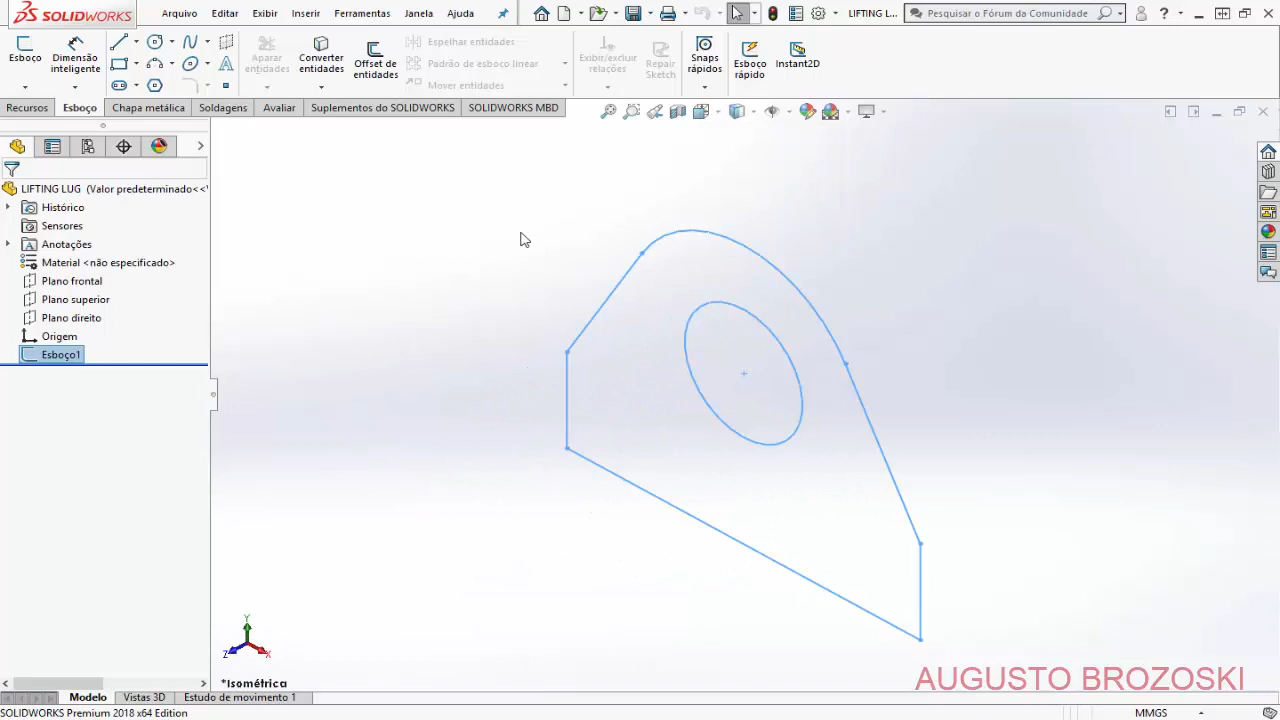 SOLIDWORKS
Arquivo Editar Exibir Inserir Ferramentas Janela Ajuda
LIFTING L...
Pesquisar o Fórum da Comunidade
Esboço
Dimensão inteligente
Aparar entidades
Converter entidades
Offset de entidades
Espelhar entidades
Padrão de esboço linear
Mover entidades
Exibir/excluir relações
Repair Sketch
Snaps rápidos
Esboço rápido
Instant2D
Recursos Esboço Chapa metálica Soldagens Avaliar Suplementos do SOLIDWORKS SOLIDWORKS MBD
LIFTING LUG (Valor predeterminado<<
Histórico
Sensores
Anotações
Material <não especificado>
Plano frontal
Plano superior
Plano direito
Origem
Esboço1
Y
Z
X
*Isométrica
AUGUSTO BROZOSKI
Modelo Vistas 3D Estudo de movimento 1
SOLIDWORKS Premium 2018 x64 Edition
MMGS